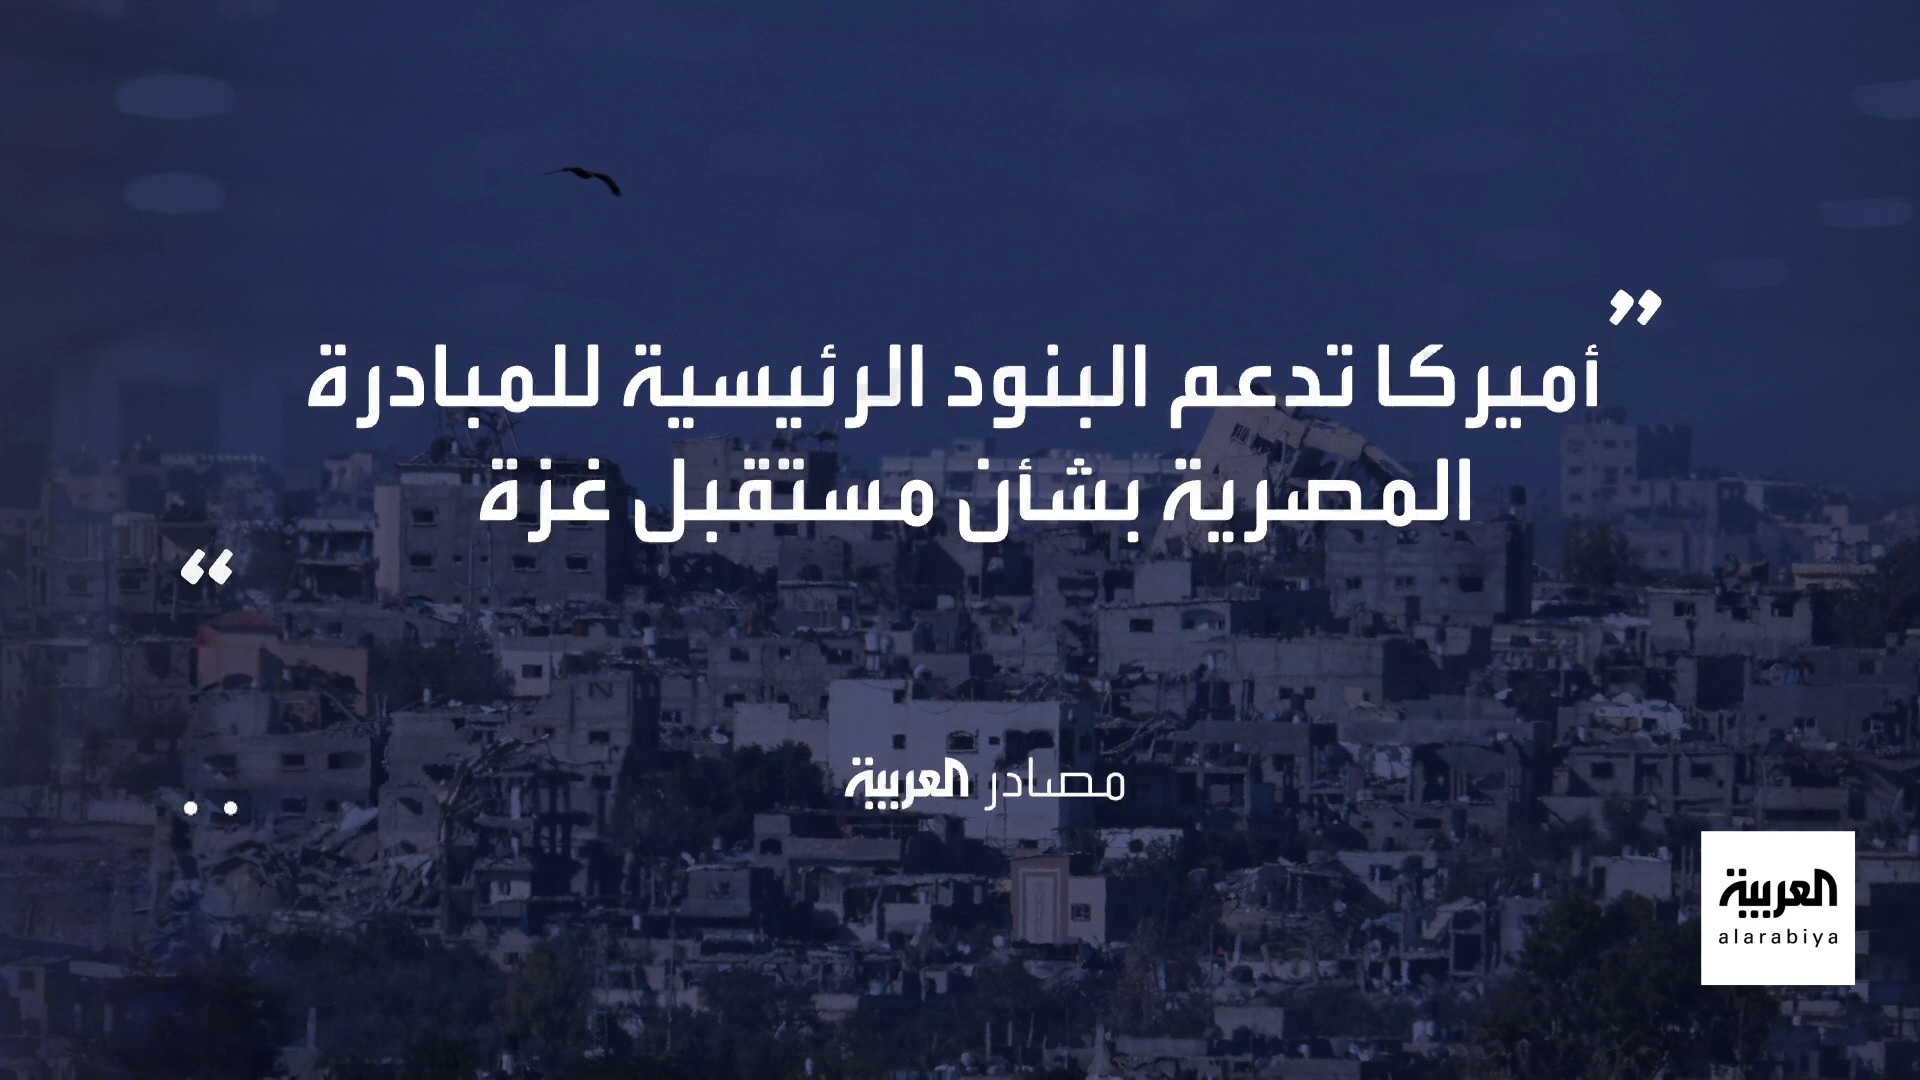 ”أميركا تدعم البنود الرئيسية للمبادرة
المصرية بشأن مستقبل غزة“
مصادر العربية
العربية
alarabiya